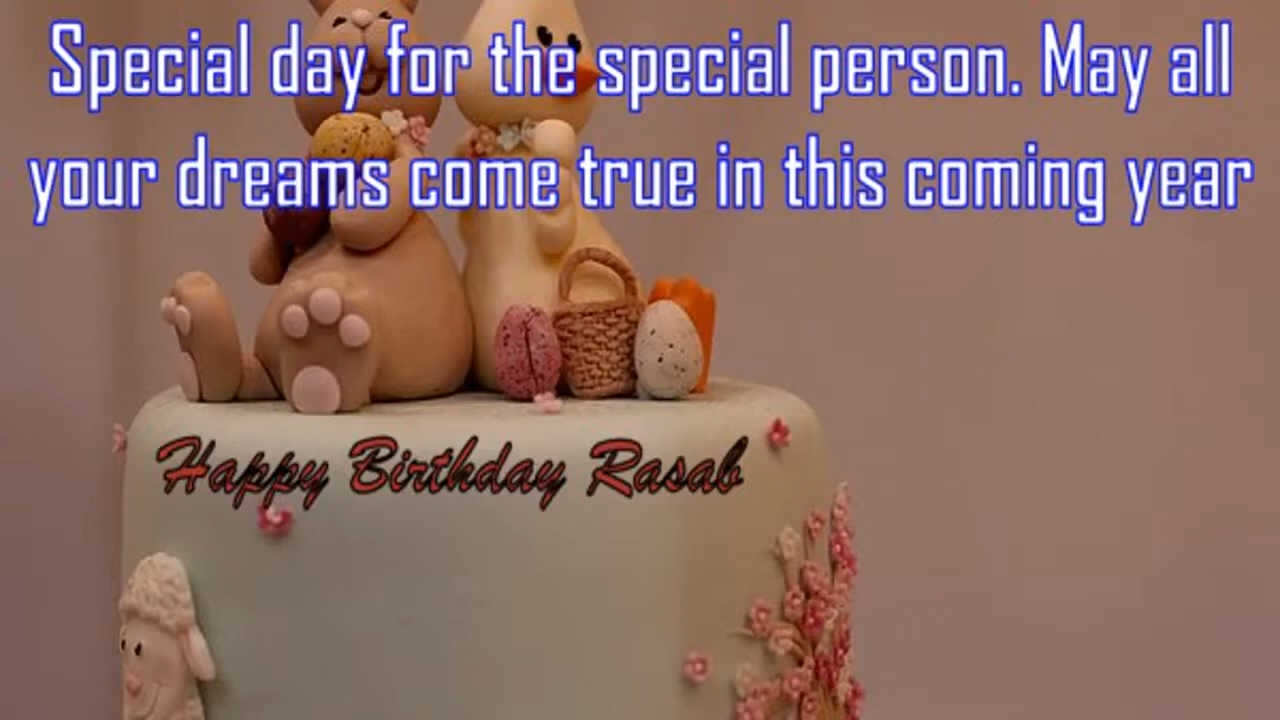 Special day for the special person. May all
your dreams come true in this coming year
Happy Birthday Rasab